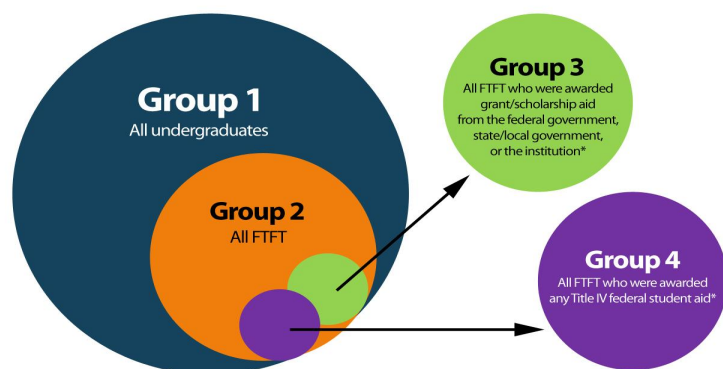 Group 1
All undergraduates
Group 2
All FTFT
Group 3
All FTFT who were awarded
grant/scholarship aid
from the federal government,
state/local government,
or the institution*
Group 4
All FTFT who were awarded
any Title IV federal student aid*